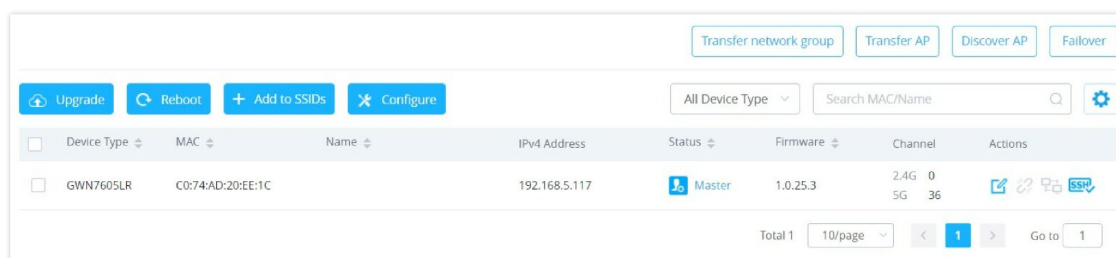 Transfer network group Transfer AP Discover AP Failover
Upgrade Reboot Add to SSIDs Configure All Device Type Search MAC/Name
Device Type MAC Name IPv4 Address Status Firmware Channel Actions
GWN7605LR C0:74:AD:20:EE:1C 192.168.5.117 Master 1.0.25.3 2.4G 0
5G 36 SSH
Total 1 10/page < 1 > Go to 1